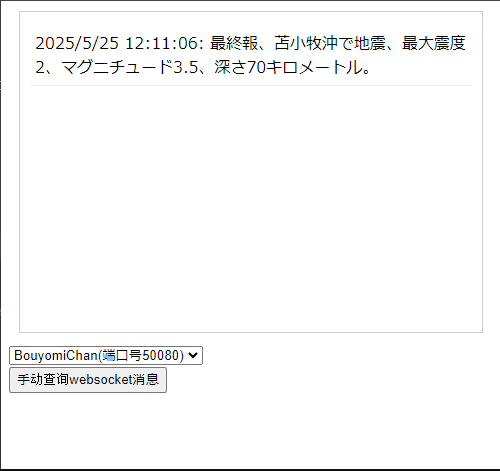 2025/5/25 12:11:06: 最終報、苫小牧沖で地震、最大震度
2、マグニチュード3.5、深さ70キロメートル。
BouyomiChan(端口号50080)
手动查询websocket消息